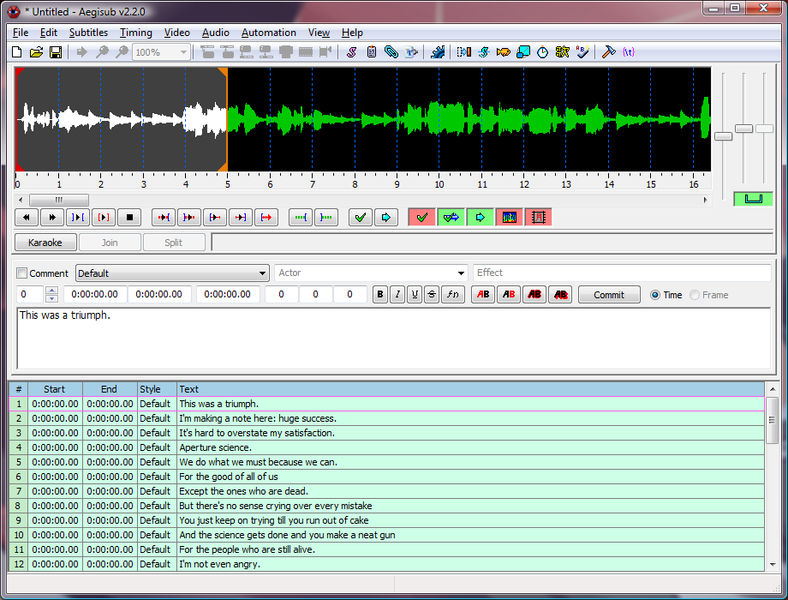 * Untitled - Aegisub v2.2.0
File Edit Subtitles Timing Video Audio Automation View Help
100%
0 1 2 3 4 5 6 7 8 9 10 11 12 13 14 15 16
Karaoke Join Split
Comment Default Actor Effect
0 0:00:00.00 0:00:00.00 0:00:00.00 0 0 0 B I U S fn AB AB AB AB Commit Time Frame
This was a triumph.
# Start End Style Text
1 0:00:00.00 0:00:00.00 Default This was a triumph.
2 0:00:00.00 0:00:00.00 Default I'm making a note here: huge success.
3 0:00:00.00 0:00:00.00 Default It's hard to overstate my satisfaction.
4 0:00:00.00 0:00:00.00 Default Aperture science.
5 0:00:00.00 0:00:00.00 Default We do what we must because we can.
6 0:00:00.00 0:00:00.00 Default For the good of all of us
7 0:00:00.00 0:00:00.00 Default Except the ones who are dead.
8 0:00:00.00 0:00:00.00 Default But there's no sense crying over every mistake
9 0:00:00.00 0:00:00.00 Default You just keep on trying till you run out of cake
10 0:00:00.00 0:00:00.00 Default And the science gets done and you make a neat gun
11 0:00:00.00 0:00:00.00 Default For the people who are still alive.
12 0:00:00.00 0:00:00.00 Default I'm not even angry.